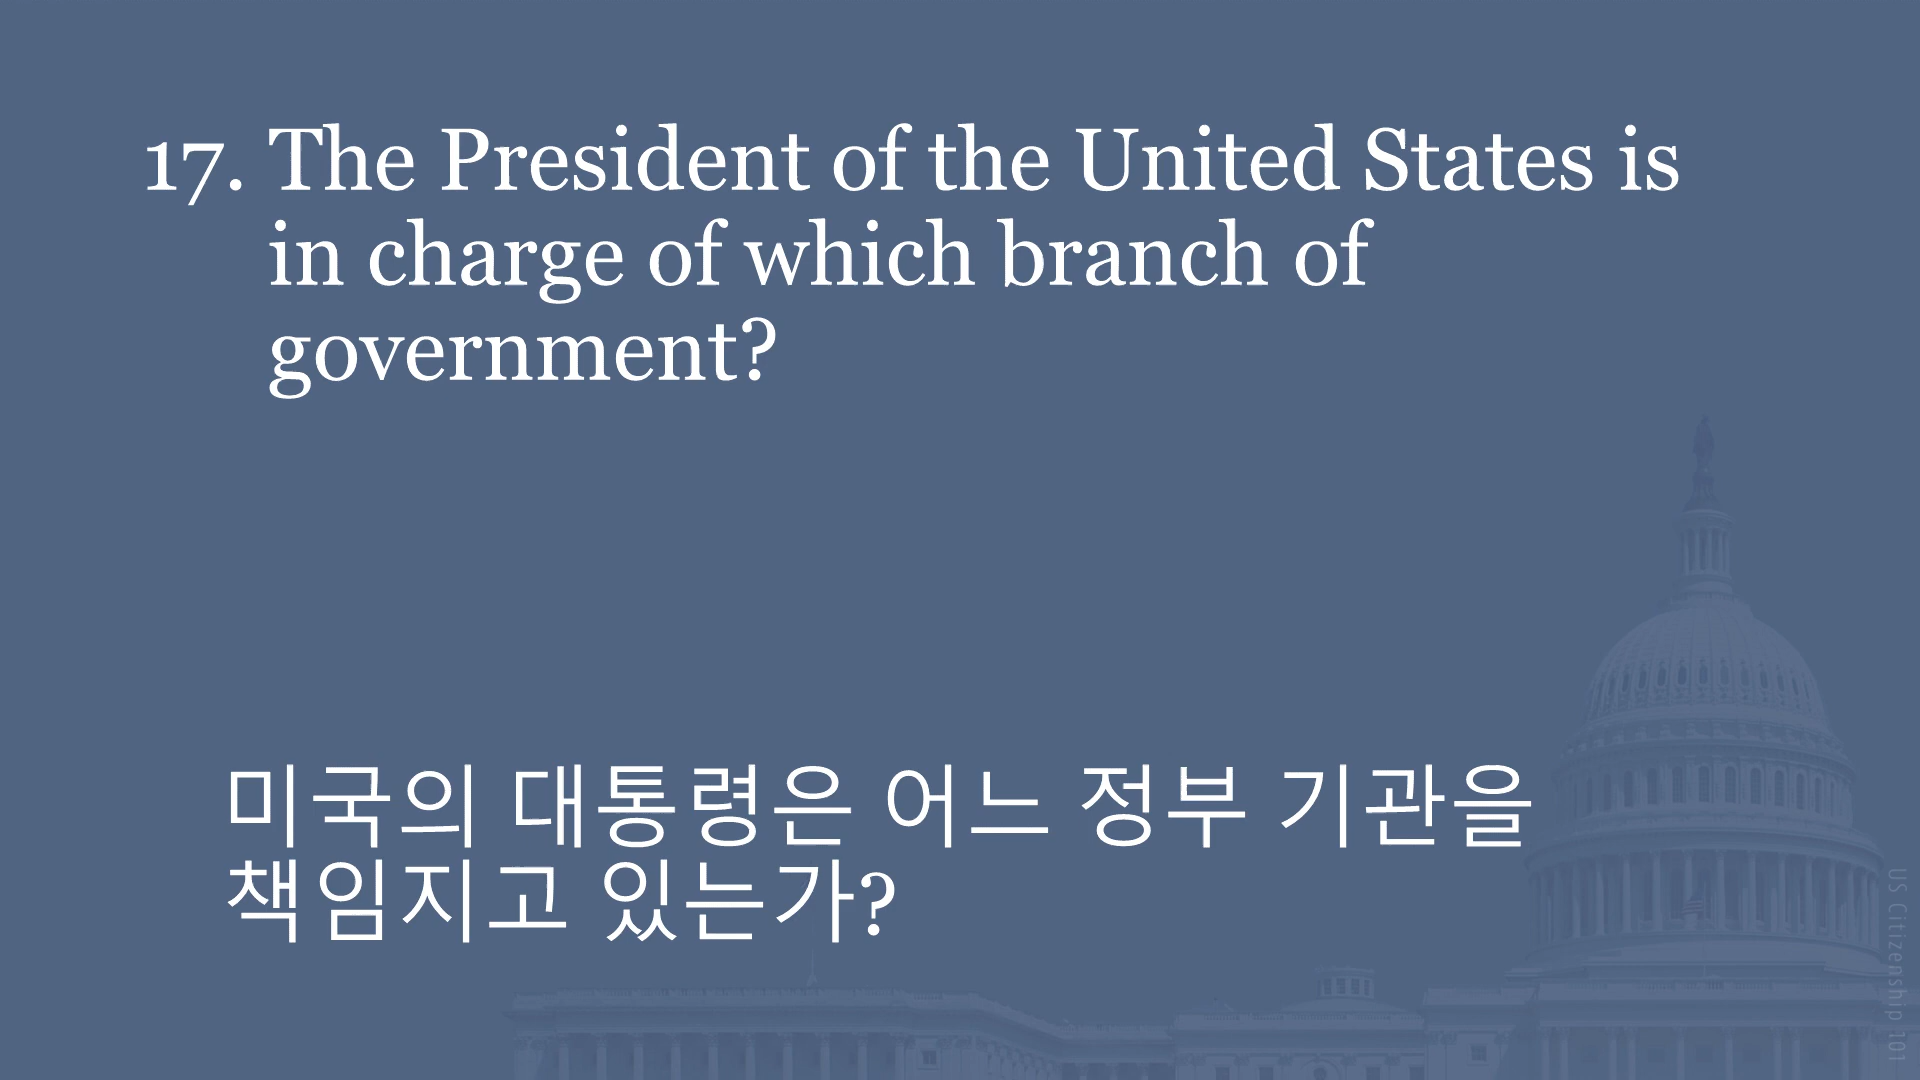 17. The President of the United States is
in charge of which branch of
government?
미국의 대통령은 어느 정부 기관을
책임지고 있는가?
US Citizenship 101